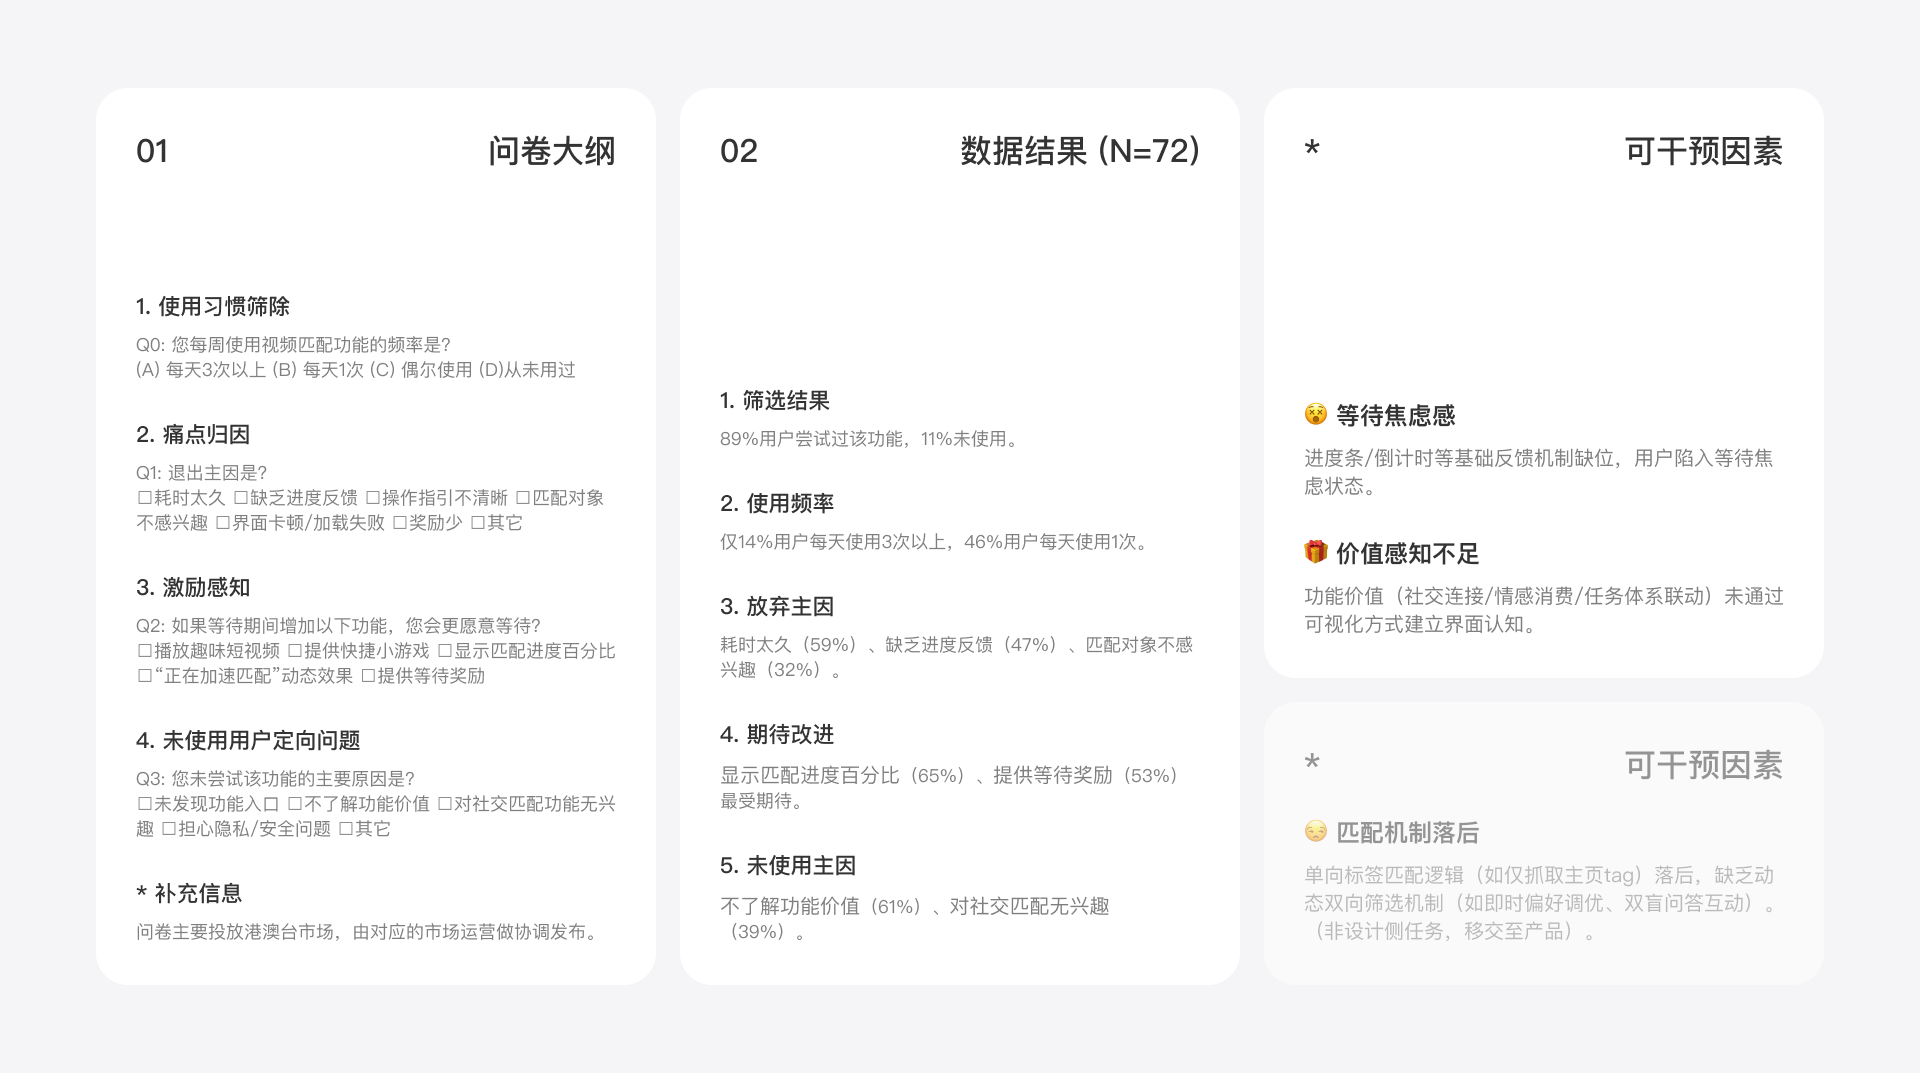 01 问卷大纲
1. 使用习惯筛除
Q0: 您每周使用视频匹配功能的频率是?
(A) 每天3次以上 (B) 每天1次 (C) 偶尔使用 (D)从未用过
2. 痛点归因
Q1: 退出主因是?
☐耗时太久 ☐缺乏进度反馈 ☐操作指引不清晰 ☐匹配对象
不感兴趣 ☐界面卡顿/加载失败 ☐奖励少 ☐其它
3. 激励感知
Q2: 如果等待期间增加以下功能，您会更愿意等待?
☐播放趣味短视频 ☐提供快捷小游戏 ☐显示匹配进度百分比
☐“正在加速匹配”动态效果 ☐提供等待奖励
4. 未使用用户定向问题
Q3: 您未尝试该功能的主要原因是?
☐未发现功能入口 ☐不了解功能价值 ☐对社交匹配功能无兴
趣 ☐担心隐私/安全问题 ☐其它
* 补充信息
问卷主要投放港澳台市场，由对应的市场运营做协调发布。
02 数据结果 (N=72)
1. 筛选结果
89%用户尝试过该功能，11%未使用。
2. 使用频率
仅14%用户每天使用3次以上，46%用户每天使用1次。
3. 放弃主因
耗时太久（59%）、缺乏进度反馈（47%）、匹配对象不感
兴趣（32%）。
4. 期待改进
显示匹配进度百分比（65%）、提供等待奖励（53%）
最受期待。
5. 未使用主因
不了解功能价值（61%）、对社交匹配无兴趣
（39%）。
* 可干预因素
😵 等待焦虑感
进度条/倒计时等基础反馈机制缺位，用户陷入等待焦
虑状态。
🎁 价值感知不足
功能价值（社交连接/情感消费/任务体系联动）未通过
可视化方式建立界面认知。
* 可干预因素
😒 匹配机制落后
单向标签匹配逻辑（如仅抓取主页tag）落后，缺乏动
态双向筛选机制（如即时偏好调优、双盲问答互动）。
（非设计侧任务，移交至产品）。